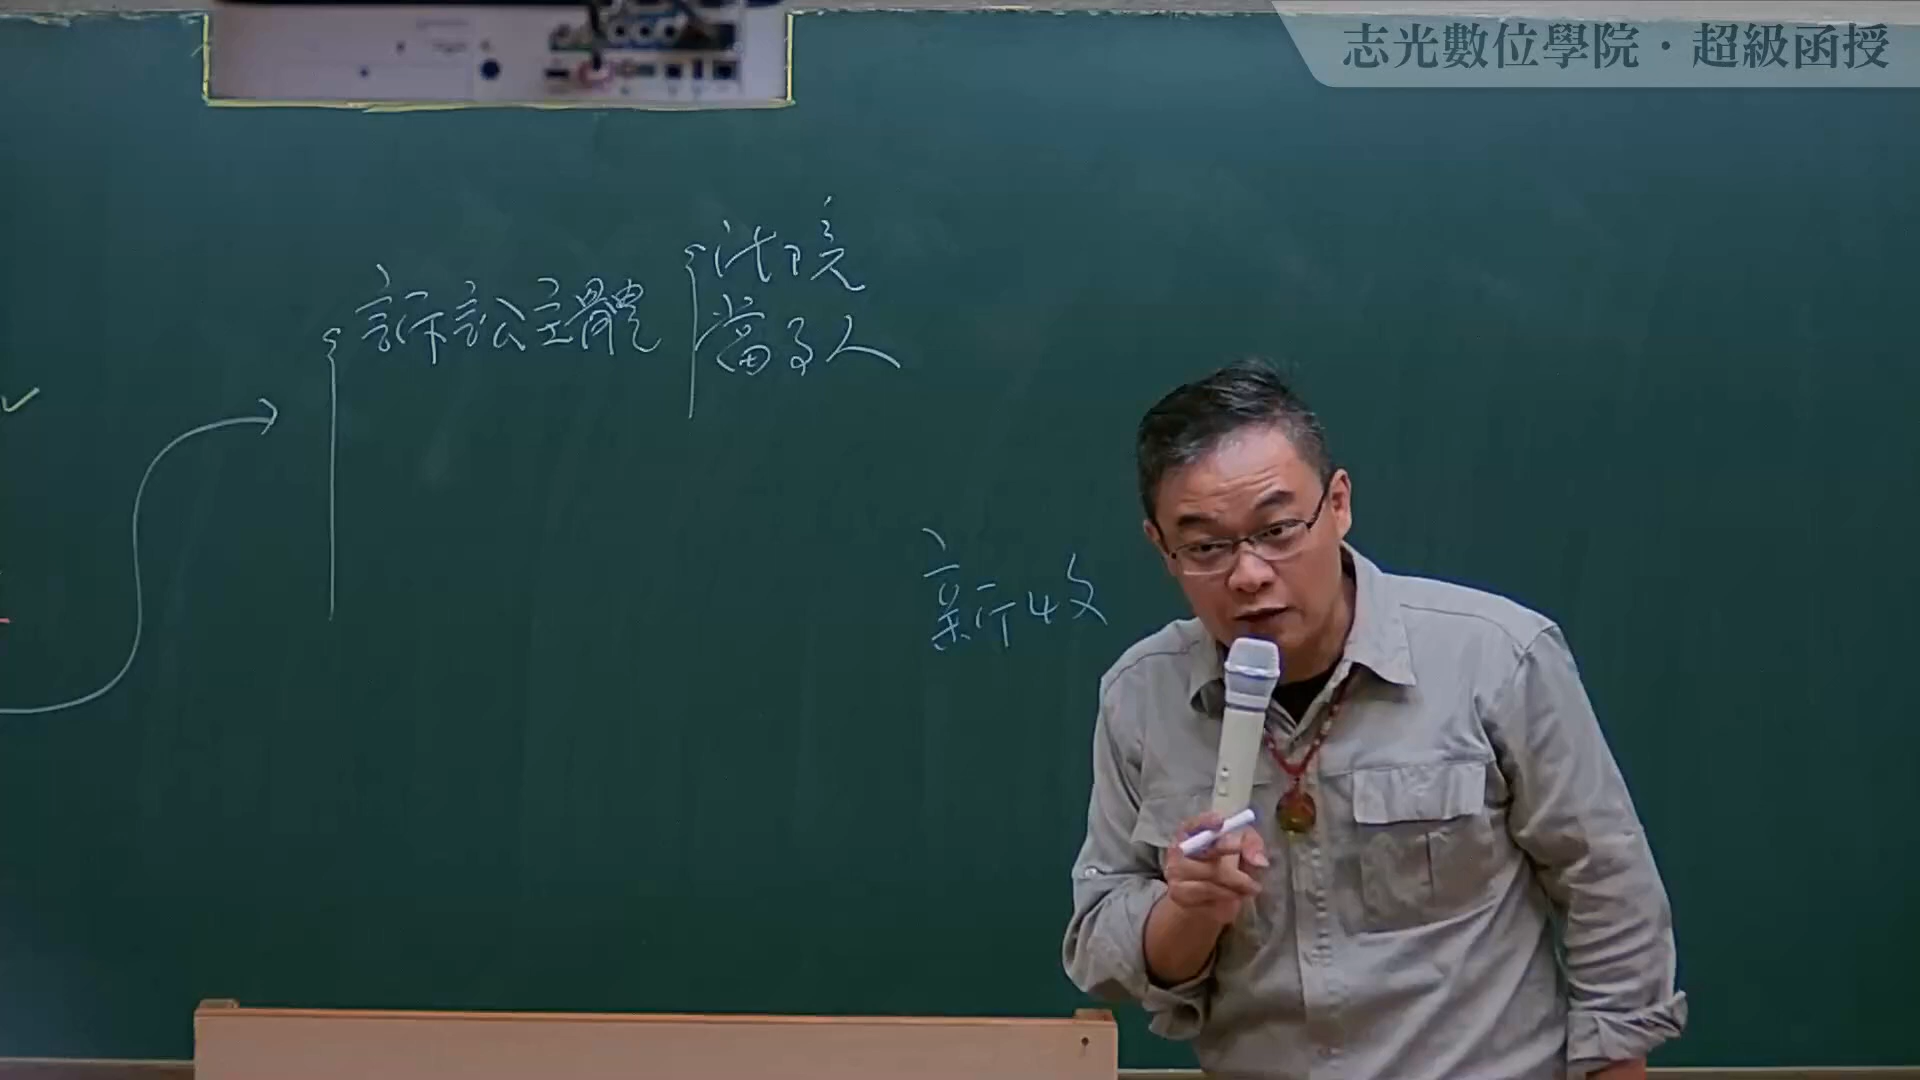 志光數位學院・超級函授
訴訟主體
法院
當事人
新收